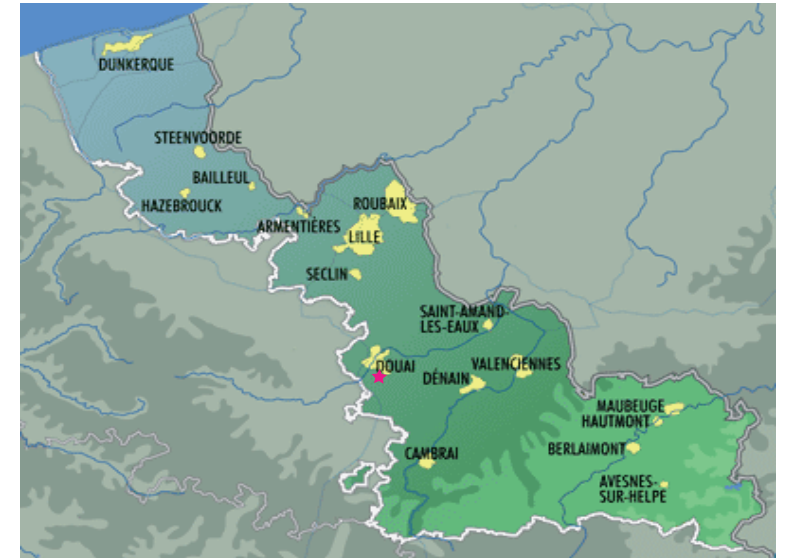 DUNKERQUE
STEENVOORDE
BAILLEUL
HAZEBROUCK
ROUBAIX
ARMENTIÈRES
LILLE
SECLIN
SAINT-AMAND-
LES-EAUX
DOUAI
VALENCIENNES
DÉNAIN
MAUBEUGE
HAUTMONT
CAMBRAI
BERLAIMONT
AVESNES-
SUR-HELPE